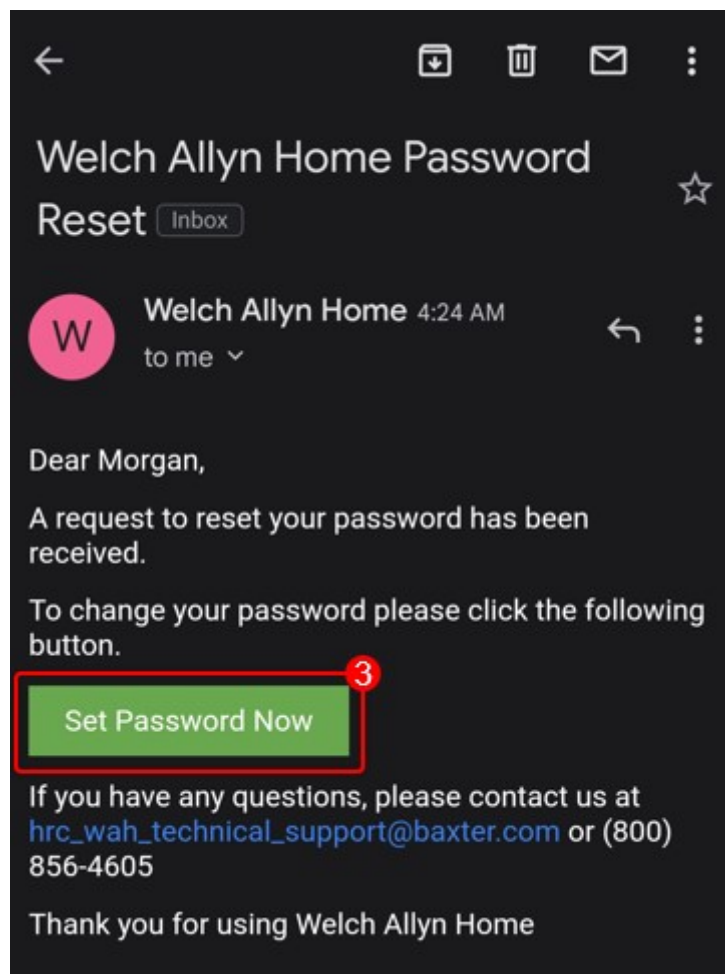 Welch Allyn Home Password
Reset Inbox
W
Welch Allyn Home 4:24 AM
to me
Dear Morgan,
A request to reset your password has been
received.
To change your password please click the following
button.
3
Set Password Now
If you have any questions, please contact us at
hrc_wah_technical_support@baxter.com or (800)
856-4605
Thank you for using Welch Allyn Home